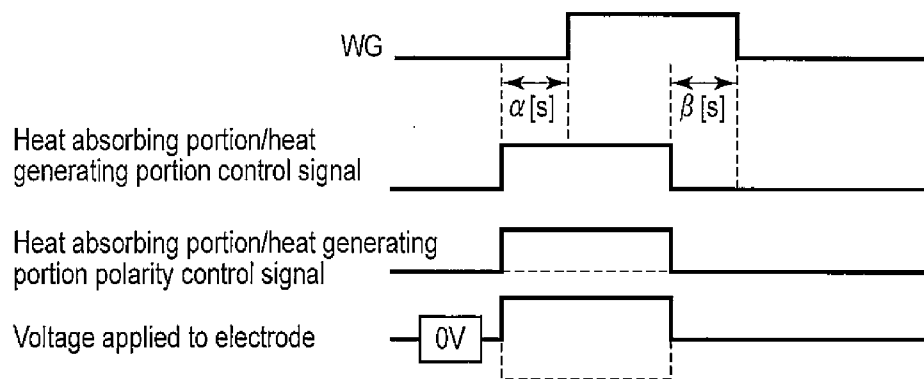 WG
α [s]
β [s]
Heat absorbing portion/heat
generating portion control signal
Heat absorbing portion/heat generating
portion polarity control signal
Voltage applied to electrode
0V